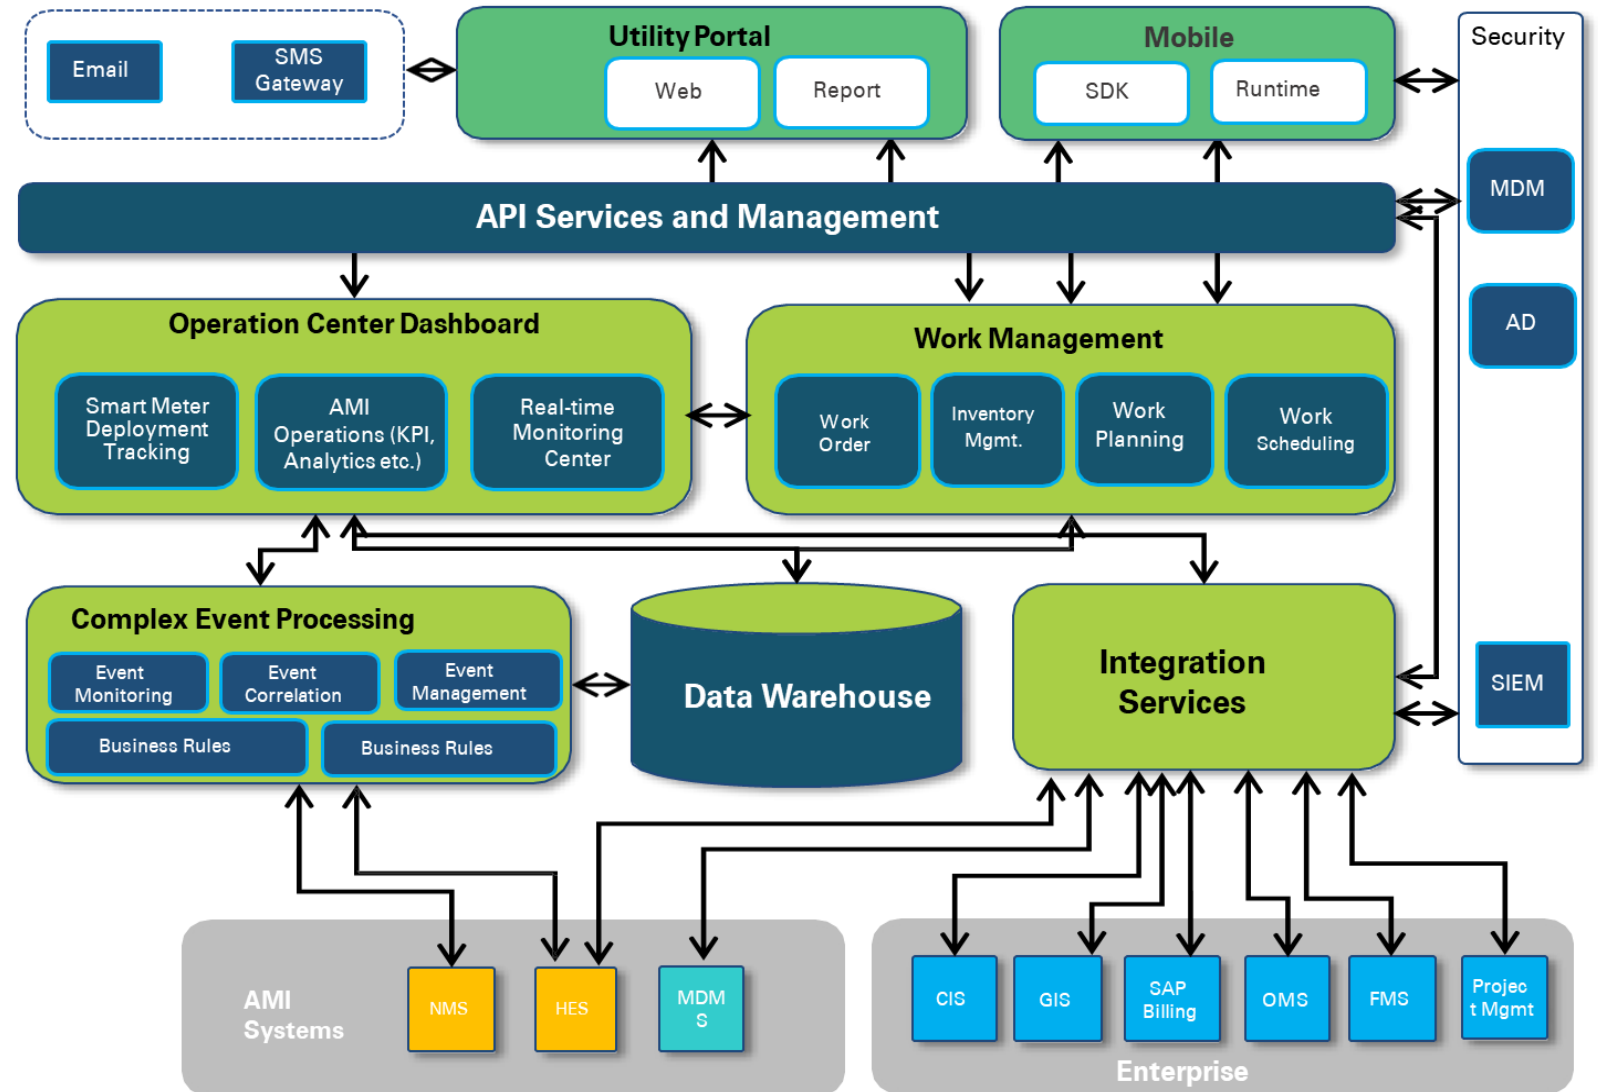 Email
SMS
Gateway
Utility Portal
Web
Report
Mobile
SDK
Runtime
Security
MDM
AD
SIEM
API Services and Management
Operation Center Dashboard
Smart Meter
Deployment
Tracking
AMI
Operations (KPI,
Analytics etc.)
Real-time
Monitoring
Center
Work Management
Work
Order
Inventory
Mgmt.
Work
Planning
Work
Scheduling
Complex Event Processing
Event
Monitoring
Event
Correlation
Event
Management
Business Rules
Business Rules
Data Warehouse
Integration
Services
AMI
Systems
NMS
HES
MDM
S
CIS
GIS
SAP
Billing
OMS
FMS
Projec
t Mgmt
Enterprise